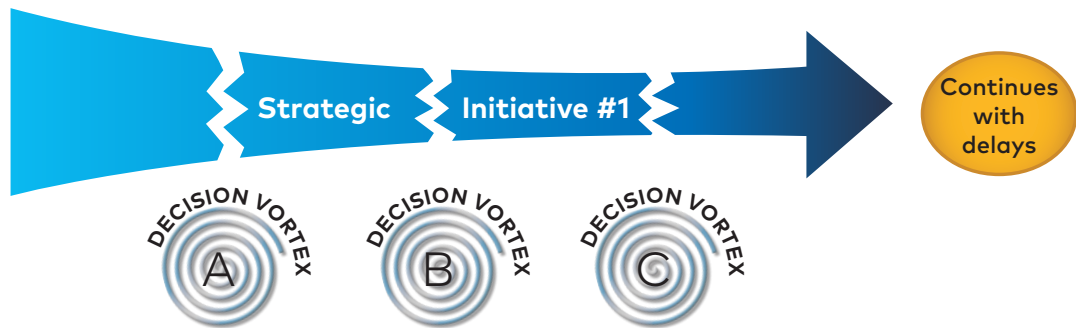 Strategic Initiative #1
Continues
with
delays
DECISION VORTEX
A
DECISION VORTEX
B
DECISION VORTEX
C